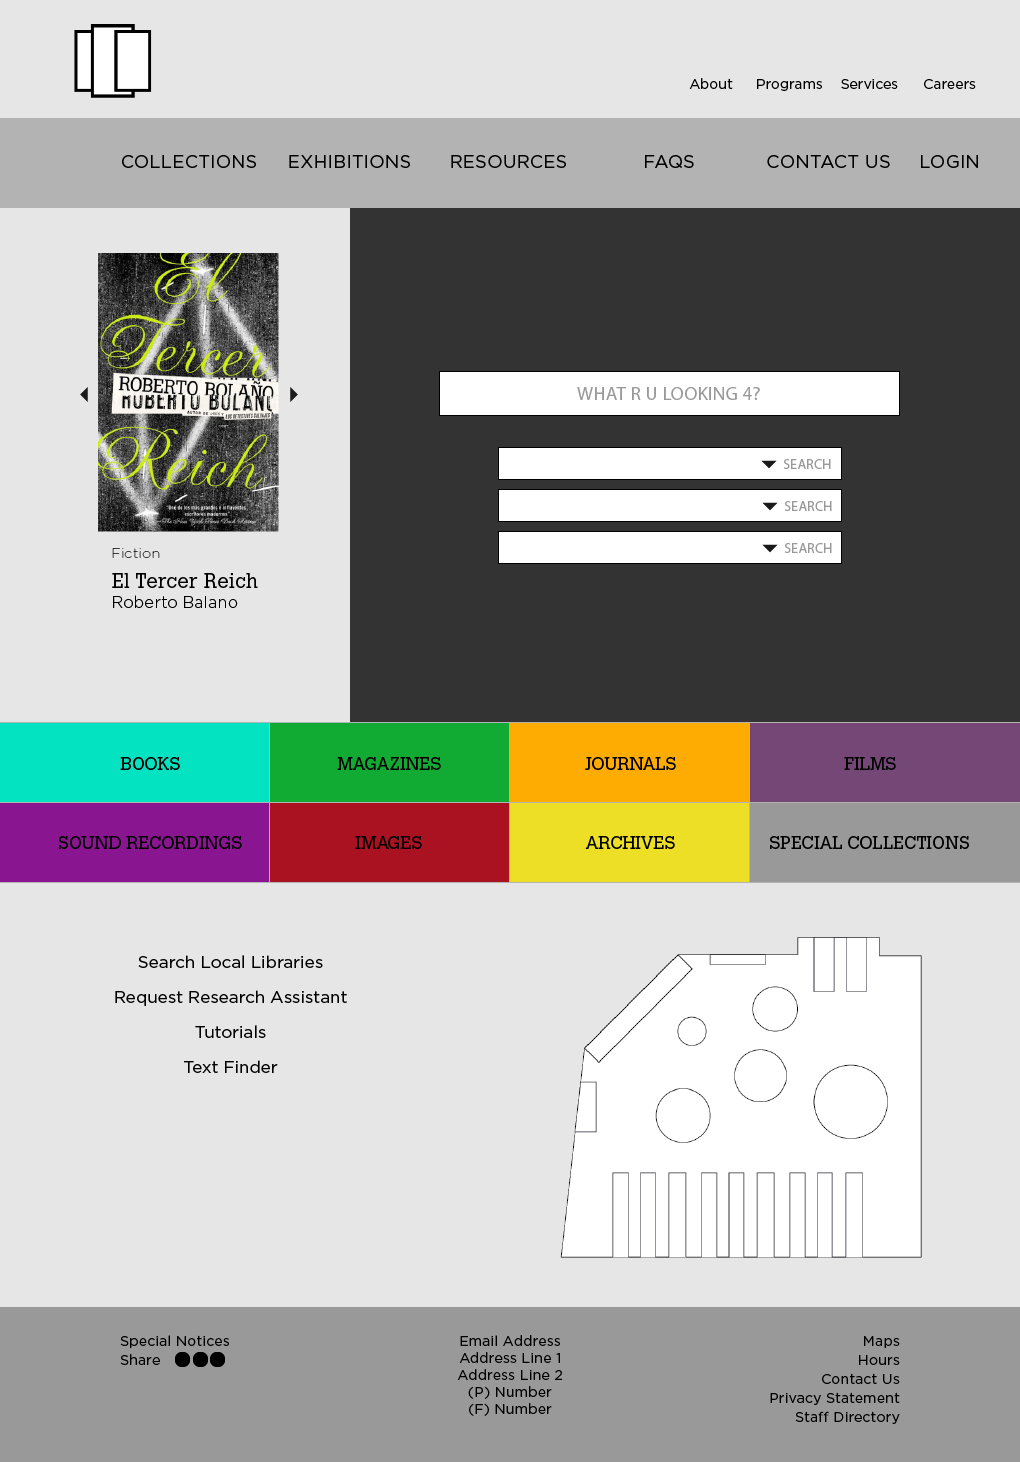 About Programs Services Careers
COLLECTIONS EXHIBITIONS RESOURCES FAQS CONTACT US LOGIN
El
Tercer
ROBERTO BOLAÑO
ROBERTO BOLAÑO
Reich
Fiction
El Tercer Reich
Roberto Balano
WHAT R U LOOKING 4?
SEARCH
SEARCH
SEARCH
BOOKS MAGAZINES JOURNALS FILMS
SOUND RECORDINGS IMAGES ARCHIVES SPECIAL COLLECTIONS
Search Local Libraries
Request Research Assistant
Tutorials
Text Finder
Special Notices
Share
Email Address
Address Line 1
Address Line 2
(P) Number
(F) Number
Maps
Hours
Contact Us
Privacy Statement
Staff Directory